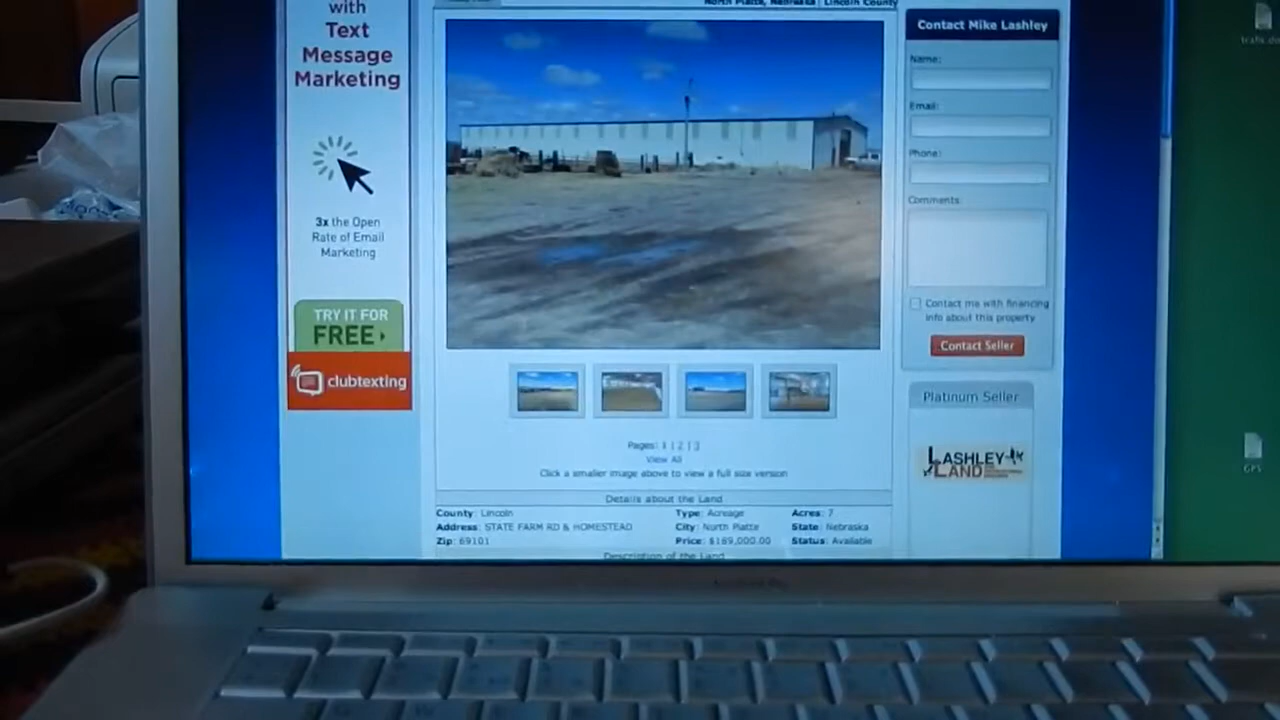 with
Text
Message
Marketing
3x the Open
Rate of Email
Marketing
TRY IT FOR
FREE
clubtexting
North Platte, Nebraska | Lincoln County
Contact Mike Lashley
Name:
Email:
Phone:
Comments:
Contact me with financing
info about this property
Contact Seller
Platinum Seller
LASHLEY
LAND
Pages: 1 | 2 | 3
View All
Click a smaller image above to view a full size version
Details about the Land
County: Lincoln Type: Acreage Acres: 7
Address: STATE FARM RD & HOMESTEAD City: North Platte State: Nebraska
Zip: 69101 Price: $169,000.00 Status: Available
Description of the Land
GPS